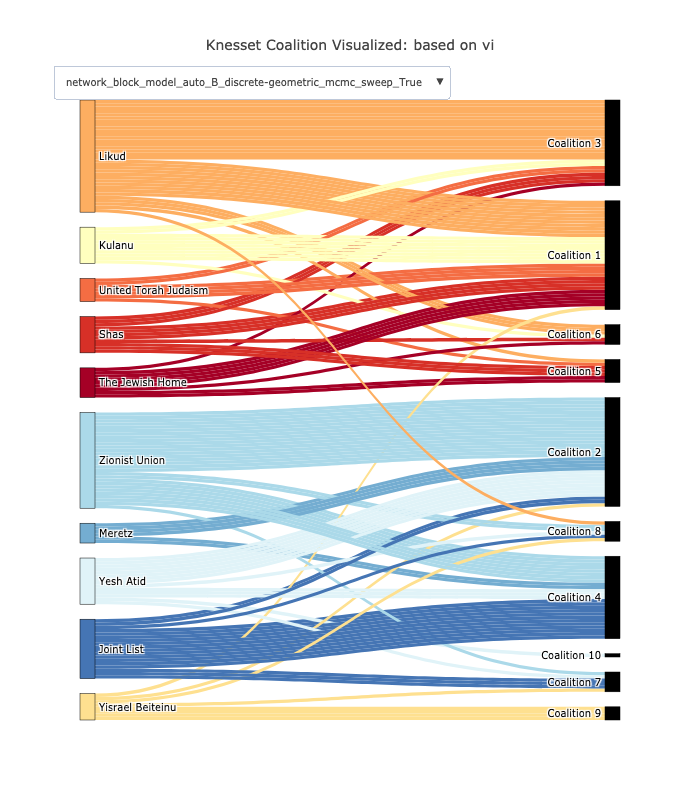 Knesset Coalition Visualized: based on vi
network_block_model_auto_B_discrete-geometric_mcmc_sweep_True ▼
Likud
Kulanu
United Torah Judaism
Shas
The Jewish Home
Zionist Union
Meretz
Yesh Atid
Joint List
Yisrael Beiteinu
Coalition 3
Coalition 1
Coalition 6
Coalition 5
Coalition 2
Coalition 8
Coalition 4
Coalition 10
Coalition 7
Coalition 9